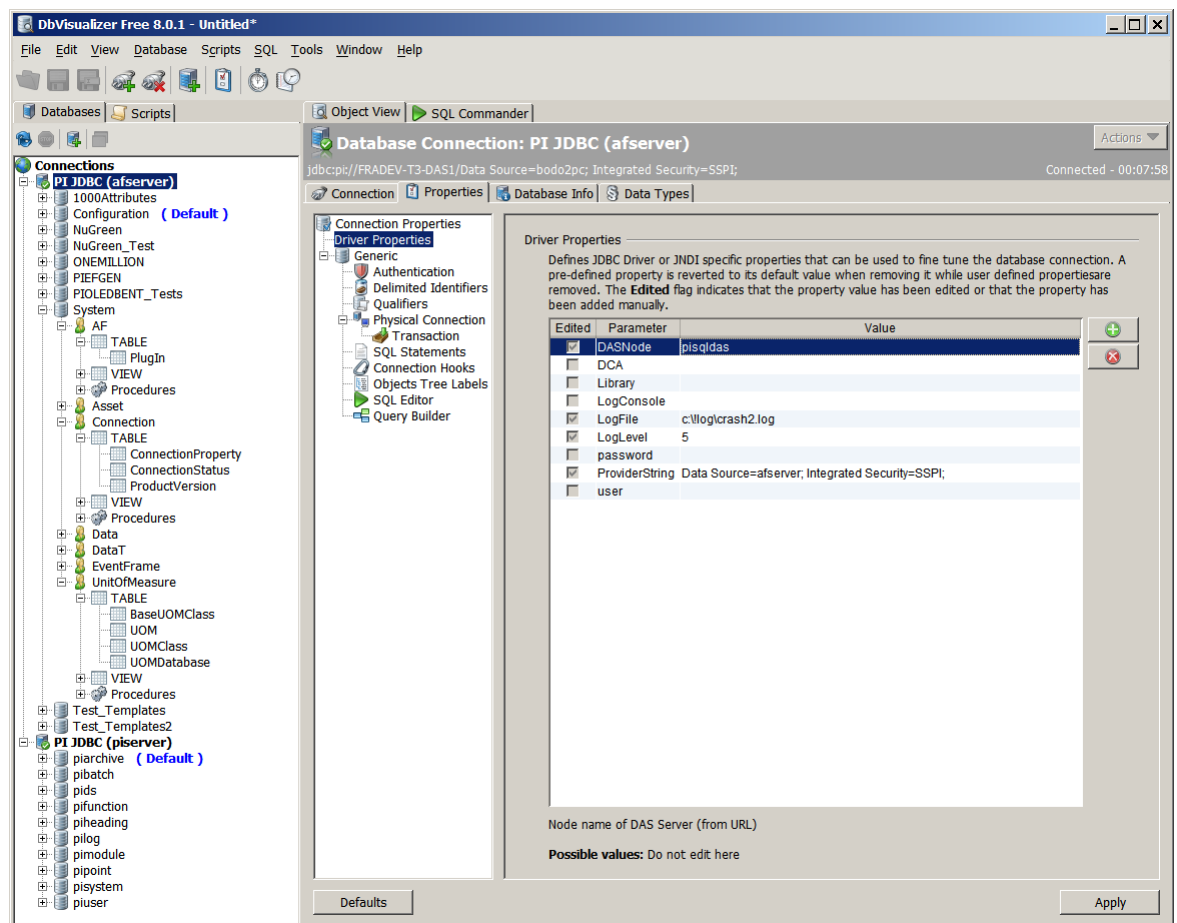 DbVisualizer Free 8.0.1 - Untitled*
File Edit View Database Scripts SQL Tools Window Help
Databases Scripts
Connections
PI JDBC (afserver)
1000Attributes
Configuration ( Default )
NuGreen
NuGreen_Test
ONEMILLION
PIEFGEN
PIOLEDBENT_Tests
System
AF
TABLE
PlugIn
VIEW
Procedures
Asset
Connection
TABLE
ConnectionProperty
ConnectionStatus
ProductVersion
VIEW
Procedures
Data
DataT
EventFrame
UnitOfMeasure
TABLE
BaseUOMClass
UOM
UOMClass
UOMDatabase
VIEW
Procedures
Test_Templates
Test_Templates2
PI JDBC (piserver)
piarchive ( Default )
pibatch
pids
pifunction
piheading
pilog
pimodule
pipoint
pisystem
piuser
Object View SQL Commander
Database Connection: PI JDBC (afserver)
Actions
jdbc:pi://FRADEV-T3-DAS1/Data Source=bodo2pc; Integrated Security=SSPI;
Connected - 00:07:58
Connection Properties Database Info Data Types
Connection Properties
Driver Properties
Generic
Authentication
Delimited Identifiers
Qualifiers
Physical Connection
Transaction
SQL Statements
Connection Hooks
Objects Tree Labels
SQL Editor
Query Builder
Driver Properties
Defines JDBC Driver or JNDI specific properties that can be used to fine tune the database connection. A
pre-defined property is reverted to its default value when removing it while user defined propertiesare
removed. The Edited flag indicates that the property value has been edited or that the property has
been added manually.
Edited Parameter Value
DASNode pisqldas
DCA
Library
LogConsole
LogFile c:\!log\crash2.log
LogLevel 5
password
ProviderString Data Source=afserver; Integrated Security=SSPI;
user
Node name of DAS Server (from URL)
Possible values: Do not edit here
Defaults
Apply